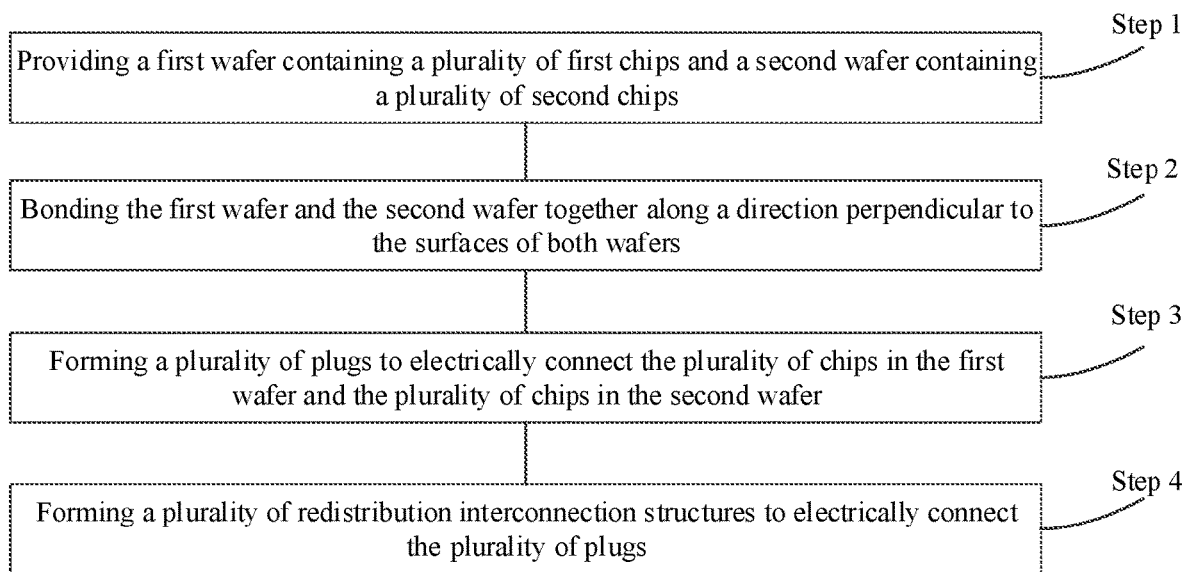 Step 1
Providing a first wafer containing a plurality of first chips and a second wafer containing
a plurality of second chips
Step 2
Bonding the first wafer and the second wafer together along a direction perpendicular to
the surfaces of both wafers
Step 3
Forming a plurality of plugs to electrically connect the plurality of chips in the first
wafer and the plurality of chips in the second wafer
Step 4
Forming a plurality of redistribution interconnection structures to electrically connect
the plurality of plugs